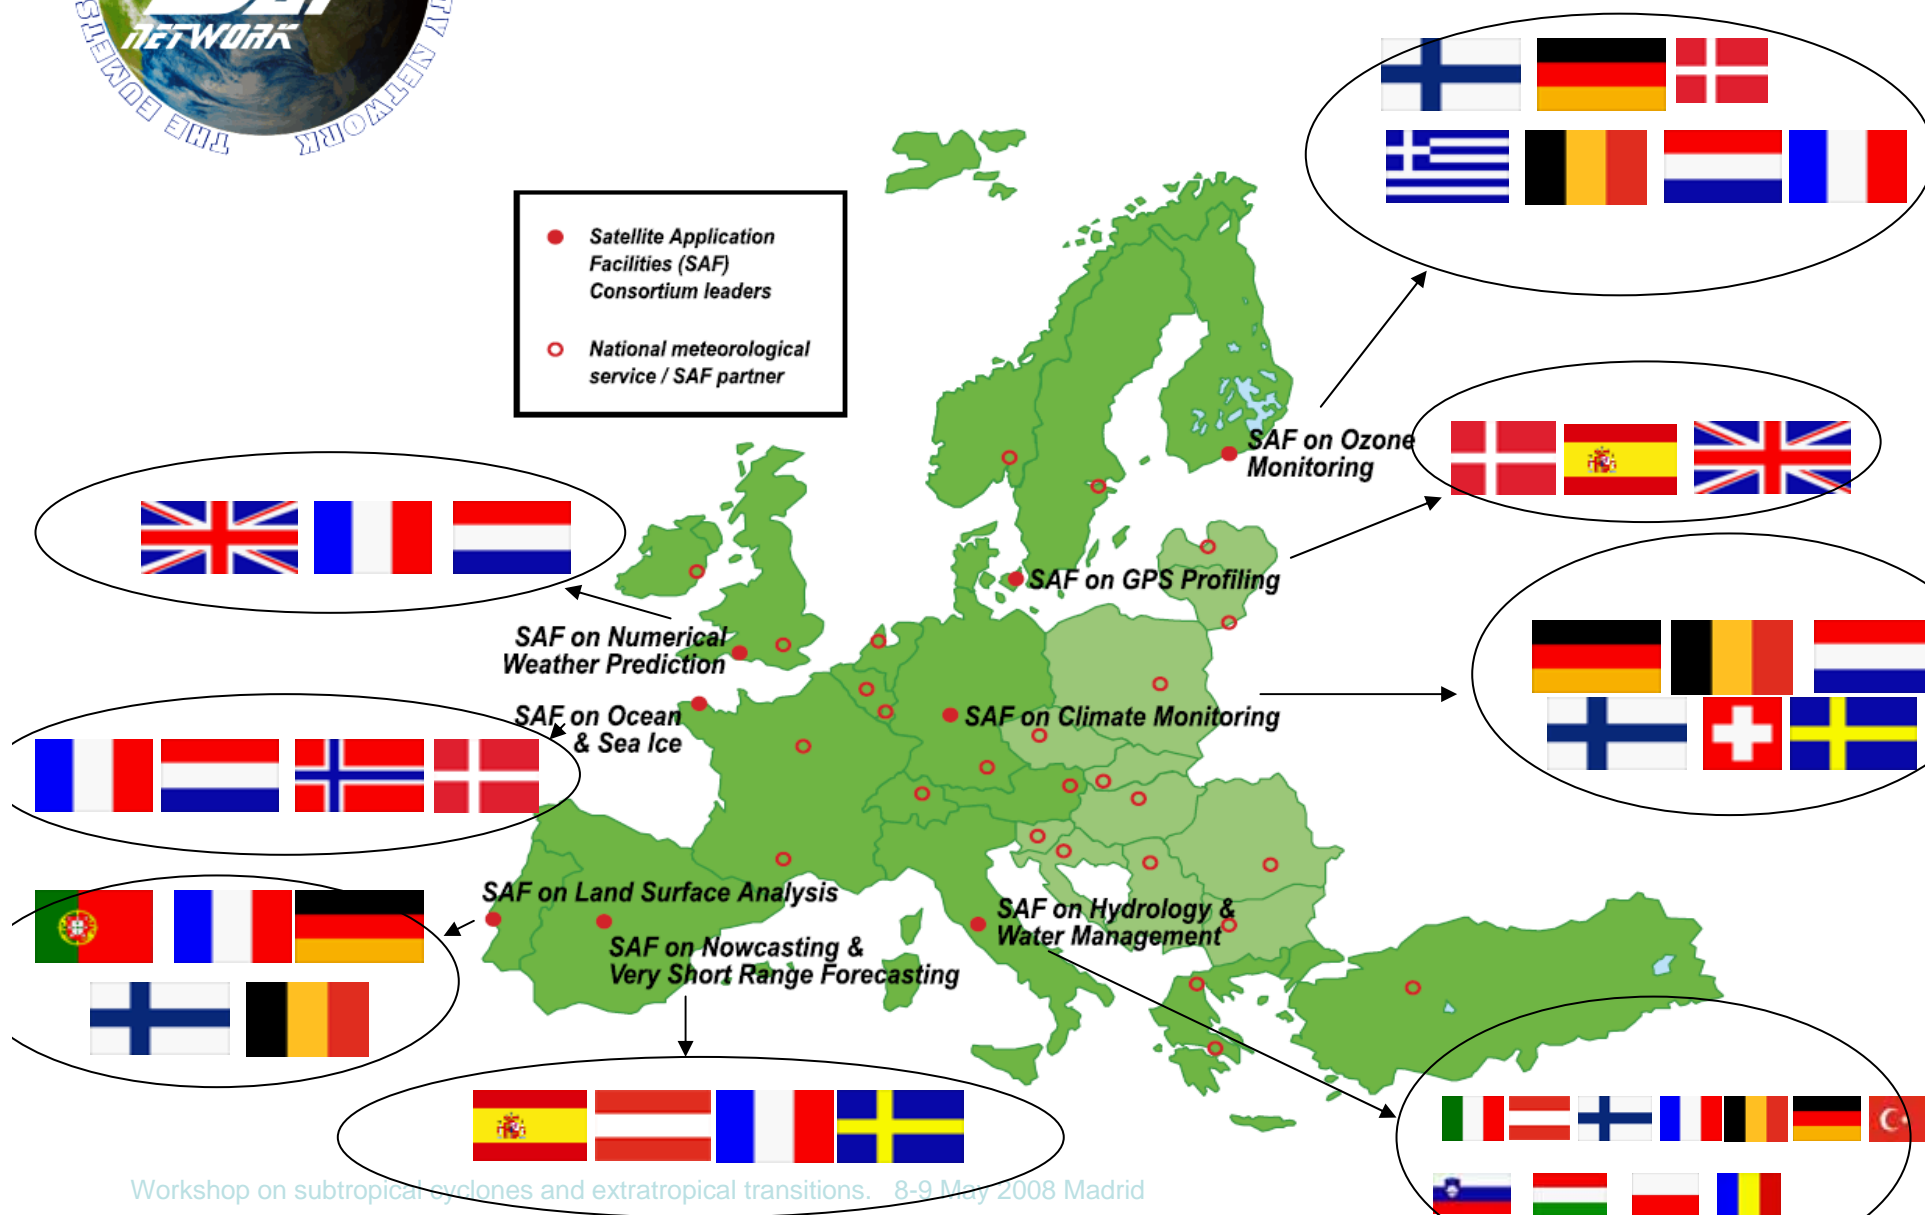 NETWORK
THE EUMETS
TY NETWORK
Satellite Application
Facilities (SAF)
Consortium leaders
National meteorological
service / SAF partner
SAF on Ozone
Monitoring
SAF on GPS Profiling
SAF on Numerical
Weather Prediction
SAF on Ocean
& Sea Ice
SAF on Climate Monitoring
SAF on Land Surface Analysis
SAF on Nowcasting &
Very Short Range Forecasting
SAF on Hydrology &
Water Management
Workshop on subtropical cyclones and extratropical transitions. 8-9 May 2008 Madrid